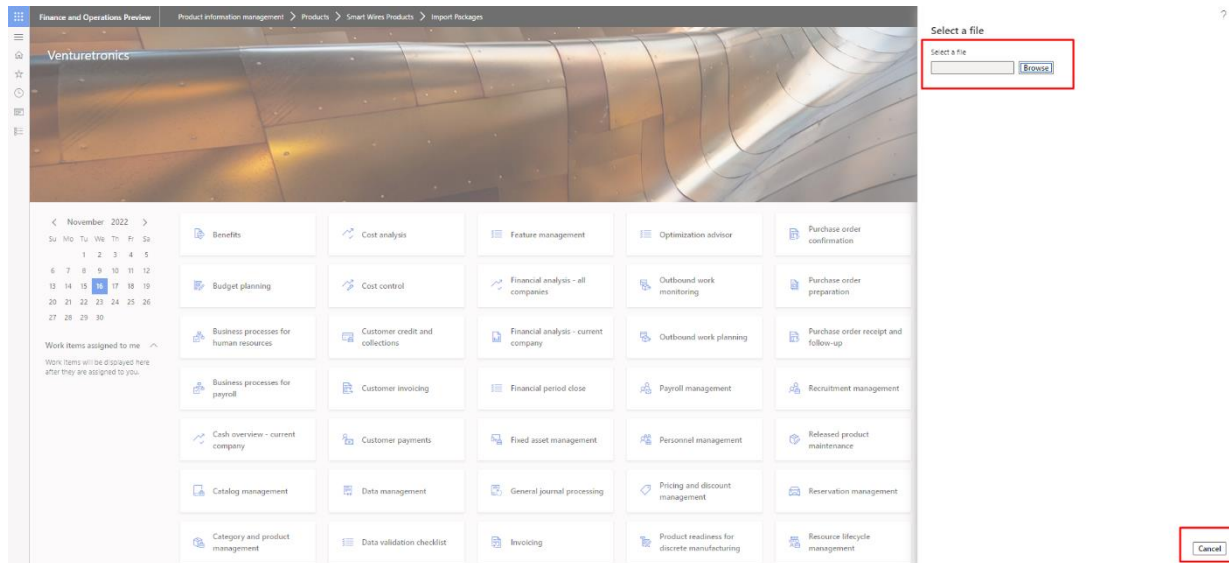 Finance and Operations Preview
Product information management > Products > Smart Wires Products > Import Packages
?
Venturetronics
Select a file
Select a file
Browse
< November 2022 >
Su Mo Tu We Th Fr Sa
1 2 3 4 5
6 7 8 9 10 11 12
13 14 15 16 17 18 19
20 21 22 23 24 25 26
27 28 29 30
Work items assigned to me
Work items will be displayed here
after they are assigned to you.
Benefits
Cost analysis
Feature management
Optimization advisor
Purchase order
confirmation
Budget planning
Cost control
Financial analysis - all
companies
Outbound work
monitoring
Purchase order
preparation
Business processes for
human resources
Customer credit and
collections
Financial analysis - current
company
Outbound work planning
Purchase order receipt and
follow-up
Business processes for
payroll
Customer invoicing
Financial period close
Payroll management
Recruitment management
Cash overview - current
company
Customer payments
Fixed asset management
Personnel management
Released product
maintenance
Catalog management
Data management
General journal processing
Pricing and discount
management
Reservation management
Category and product
management
Data validation checklist
Invoicing
Product readiness for
discrete manufacturing
Resource lifecycle
management
Cancel